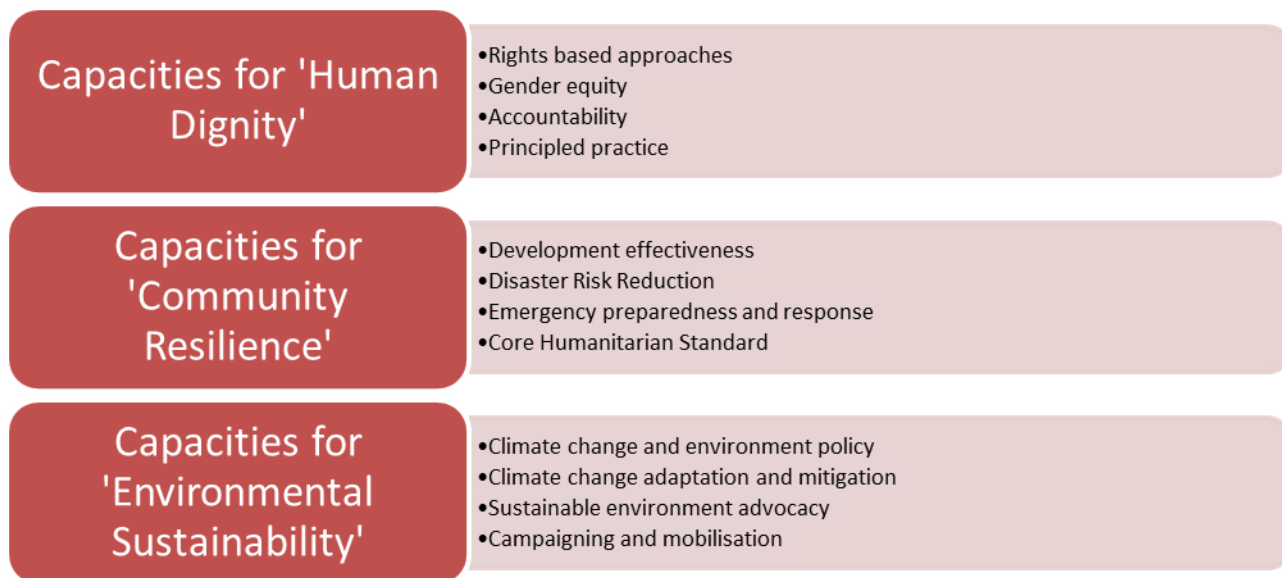 Capacities for 'Human
Dignity'
•Rights based approaches
•Gender equity
•Accountability
•Principled practice
Capacities for
'Community
Resilience'
•Development effectiveness
•Disaster Risk Reduction
•Emergency preparedness and response
•Core Humanitarian Standard
Capacities for
'Environmental
Sustainability'
•Climate change and environment policy
•Climate change adaptation and mitigation
•Sustainable environment advocacy
•Campaigning and mobilisation